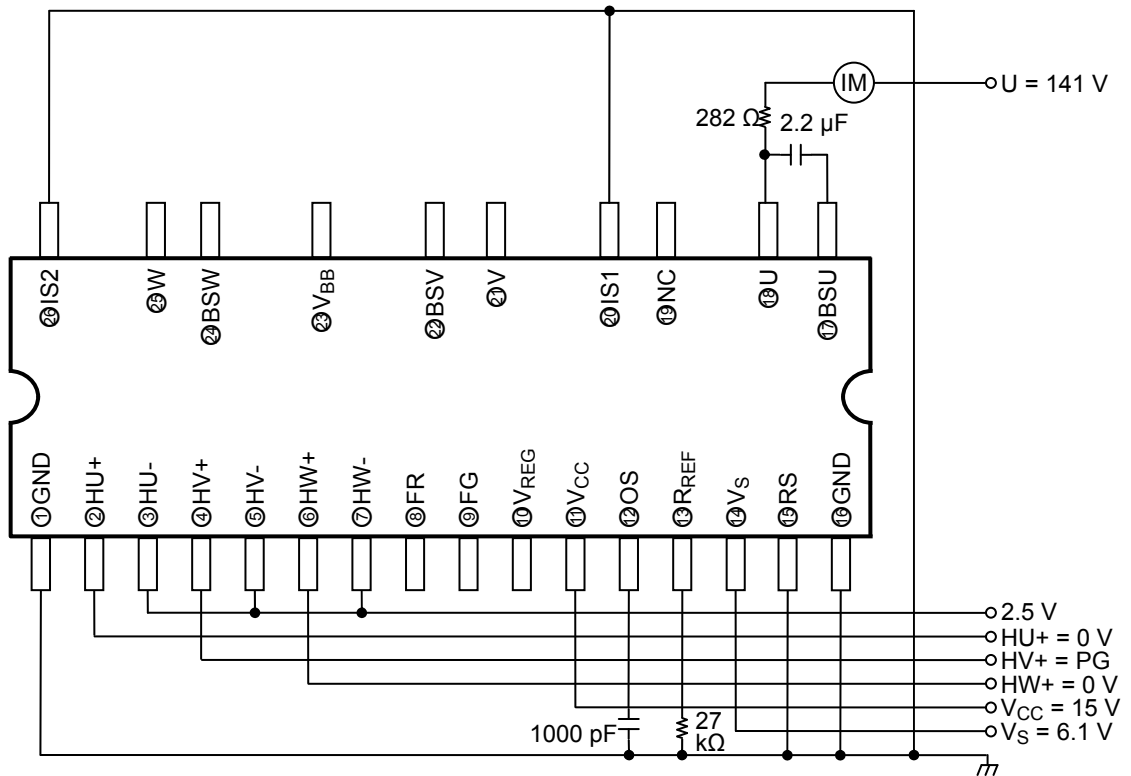 IM
U = 141 V
282 Ω
2.2 μF
㉖IS2
㉕W
㉔BSW
㉓VBB
㉒BSV
㉑V
⑳IS1
⑲NC
⑱U
⑰BSU
①GND
②HU+
③HU-
④HV+
⑤HV-
⑥HW+
⑦HW-
⑧FR
⑨FG
⑩VREG
⑪VCC
⑫OS
⑬RREF
⑭VS
⑮RS
⑯GND
2.5 V
HU+ = 0 V
HV+ = PG
HW+ = 0 V
VCC = 15 V
VS = 6.1 V
1000 pF
27
kΩ